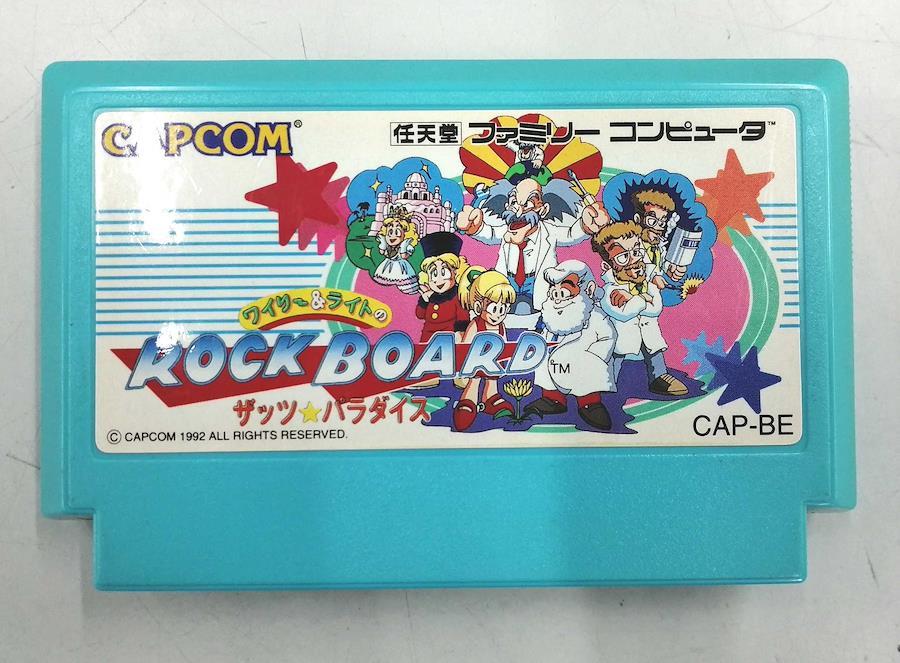 CAPCOM®
任天堂 ファミリー コンピュータ™
ワイリー&ライトの
ROCK BOARD™
ザッツ☆パラダイス
© CAPCOM 1992 ALL RIGHTS RESERVED.
CAP-BE